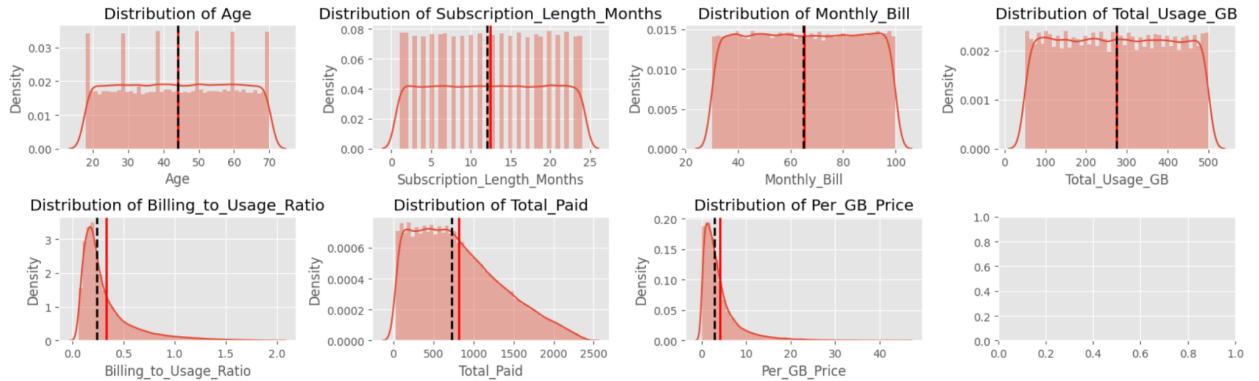 Distribution of Age
Density
0.03
0.02
0.01
0.00
20 30 40 50 60 70
Age
Distribution of Subscription_Length_Months
Density
0.08
0.06
0.04
0.02
0.00
0 5 10 15 20 25
Subscription_Length_Months
Distribution of Monthly_Bill
Density
0.015
0.010
0.005
0.000
20 40 60 80 100
Monthly_Bill
Distribution of Total_Usage_GB
Density
0.002
0.001
0.000
0 100 200 300 400 500
Total_Usage_GB
Distribution of Billing_to_Usage_Ratio
Density
3
2
1
0
0.0 0.5 1.0 1.5 2.0
Billing_to_Usage_Ratio
Distribution of Total_Paid
Density
0.0006
0.0004
0.0002
0.0000
0 500 1000 1500 2000 2500
Total_Paid
Distribution of Per_GB_Price
Density
0.20
0.15
0.10
0.05
0.00
0 20 40
Per_GB_Price
1.0
0.8
0.6
0.4
0.2
0.0
0.0 0.2 0.4 0.6 0.8 1.0